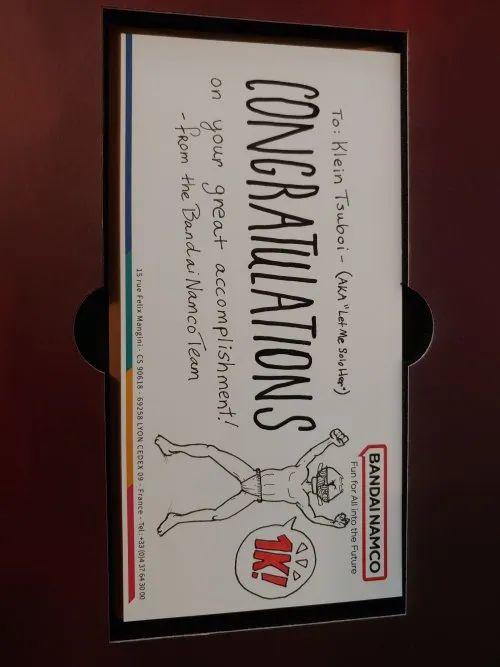 To: Klein Tsuboi - (AKA "Let Me Solo Her")
CONGRATULATIONS
on your great accomplishment!
- from the Bandai Namco Team
BANDAI NAMCO
Fun for All into the Future
1K!
15 rue Felix Mangini - CS 90618 - 69258 LYON CEDEX 09 - France - Tel: +33 (0)4 37 64 30 00